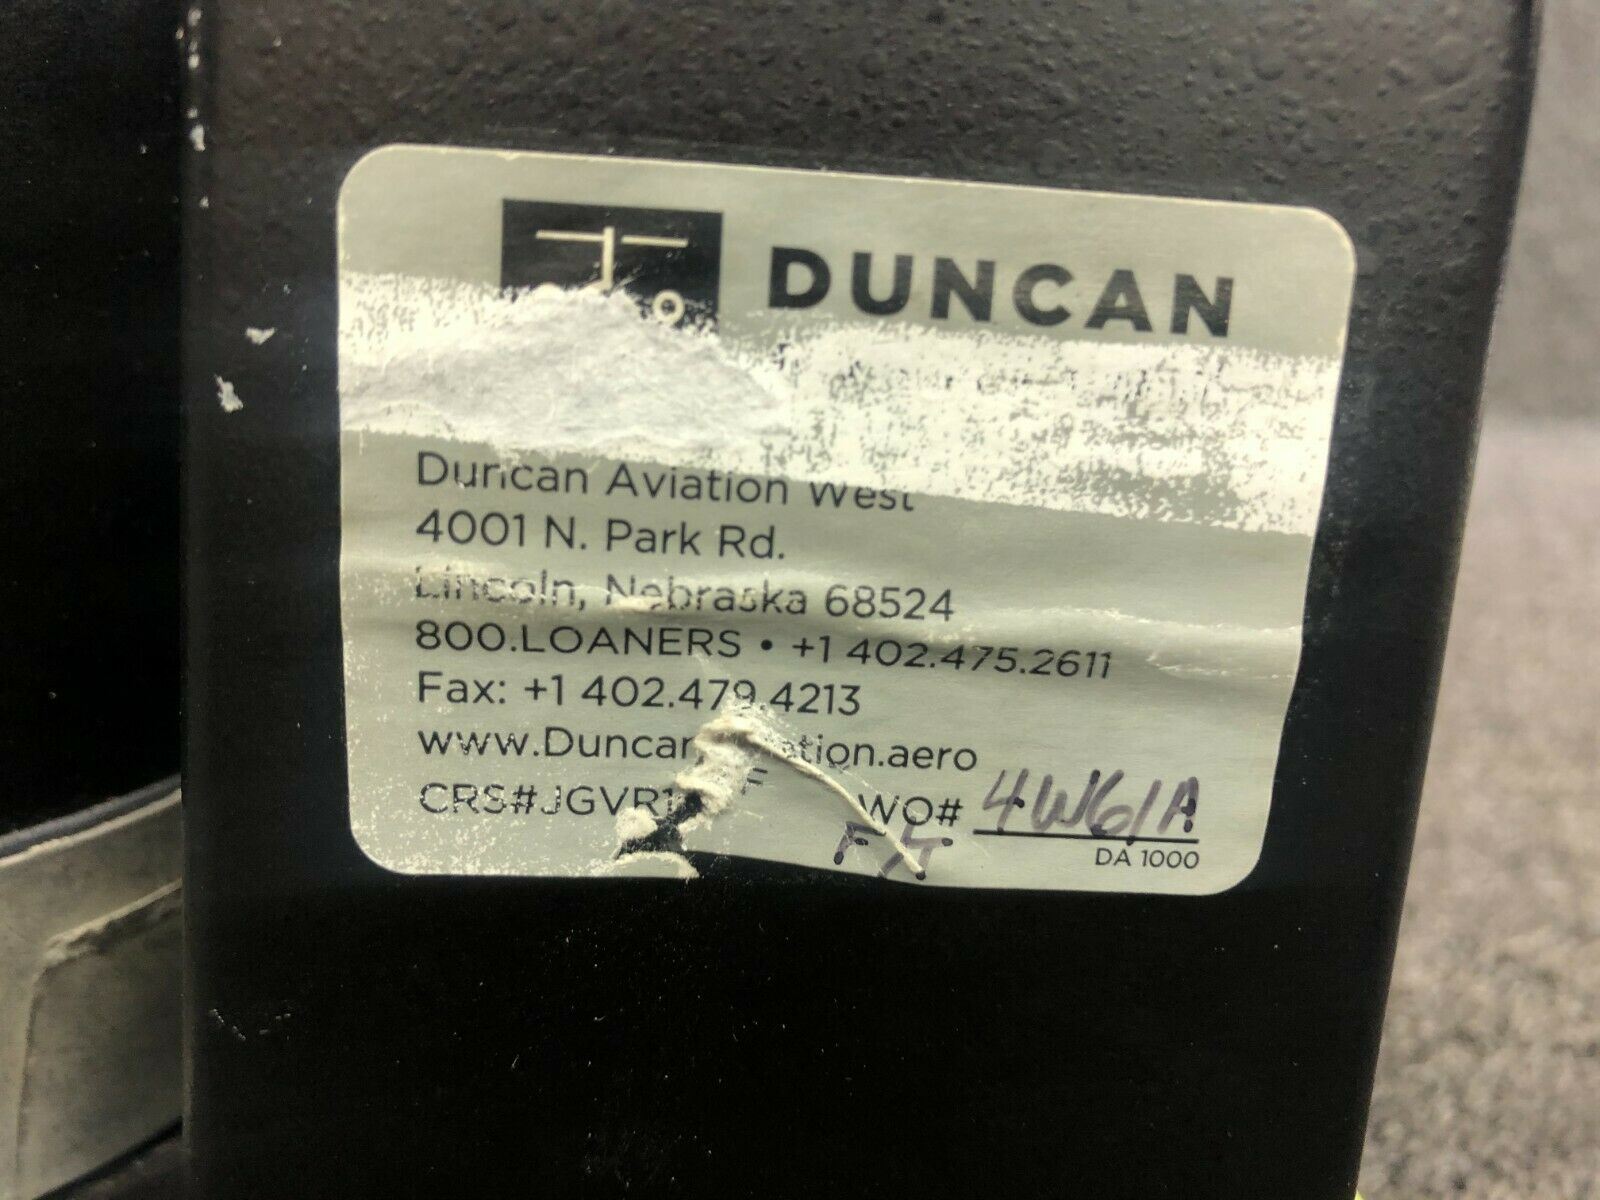 DUNCAN
Duncan Aviation West
4001 N. Park Rd.
Lincoln, Nebraska 68524
800.LOANERS • +1 402.475.2611
Fax: +1 402.479.4213
WO# 4W61A
DA 1000